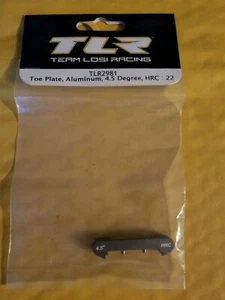 TLR
TEAM LOSI RACING
TLR2981
Toe Plate, Aluminum, 4.5 Degree, HRC : 22
4.5° HRC